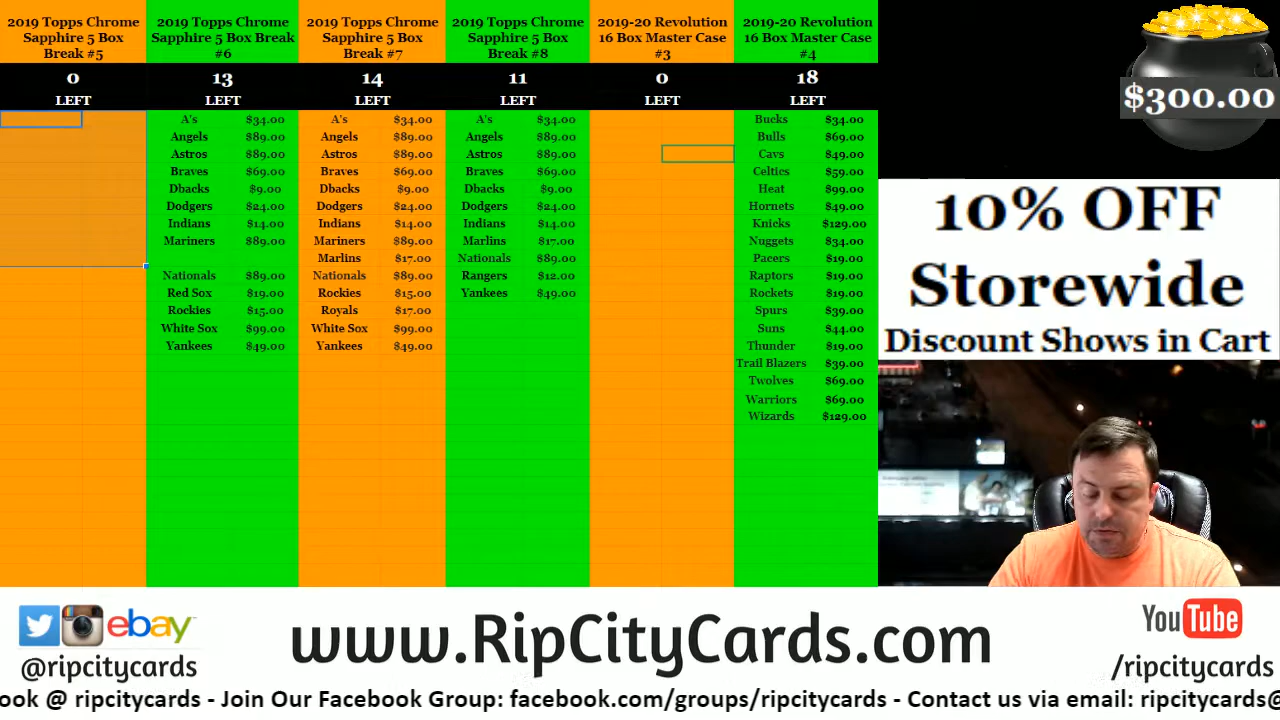 2019 Topps Chrome
Sapphire 5 Box
Break #5
0
LEFT
2019 Topps Chrome
Sapphire 5 Box Break
#6
13
LEFT
A's $34.00
Angels $89.00
Astros $89.00
Braves $69.00
Dbacks $9.00
Dodgers $24.00
Indians $14.00
Mariners $89.00
Nationals $89.00
Red Sox $19.00
Rockies $15.00
White Sox $99.00
Yankees $49.00
2019 Topps Chrome
Sapphire 5 Box
Break #7
14
LEFT
A's $34.00
Angels $89.00
Astros $89.00
Braves $69.00
Dbacks $9.00
Dodgers $24.00
Indians $14.00
Mariners $89.00
Marlins $17.00
Nationals $89.00
Rockies $15.00
Royals $17.00
White Sox $99.00
Yankees $49.00
2019 Topps Chrome
Sapphire 5 Box
Break #8
11
LEFT
A's $34.00
Angels $89.00
Astros $89.00
Braves $69.00
Dbacks $9.00
Dodgers $24.00
Indians $14.00
Marlins $17.00
Nationals $89.00
Rangers $12.00
Yankees $49.00
2019-20 Revolution
16 Box Master Case
#3
0
LEFT
2019-20 Revolution
16 Box Master Case
#4
18
LEFT
Bucks $34.00
Bulls $69.00
Cavs $49.00
Celtics $59.00
Heat $99.00
Hornets $49.00
Knicks $129.00
Nuggets $34.00
Pacers $19.00
Raptors $19.00
Rockets $19.00
Spurs $39.00
Suns $44.00
Thunder $19.00
Trail Blazers $39.00
Twolves $69.00
Warriors $69.00
Wizards $129.00
$300.00
10% OFF
Storewide
Discount Shows in Cart
ebay
@ripcitycards
www.RipCityCards.com
YouTube
/ripcitycards
ook @ ripcitycards - Join Our Facebook Group: facebook.com/groups/ripcitycards - Contact us via email: ripcitycards@